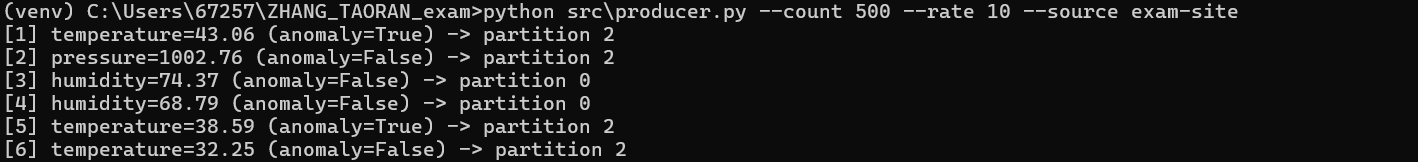 (venv) C:\Users\67257\ZHANG_TAORAN_exam>python src\producer.py --count 500 --rate 10 --source exam-site
[1] temperature=43.06 (anomaly=True) -> partition 2
[2] pressure=1002.76 (anomaly=False) -> partition 2
[3] humidity=74.37 (anomaly=False) -> partition 0
[4] humidity=68.79 (anomaly=False) -> partition 0
[5] temperature=38.59 (anomaly=True) -> partition 2
[6] temperature=32.25 (anomaly=False) -> partition 2